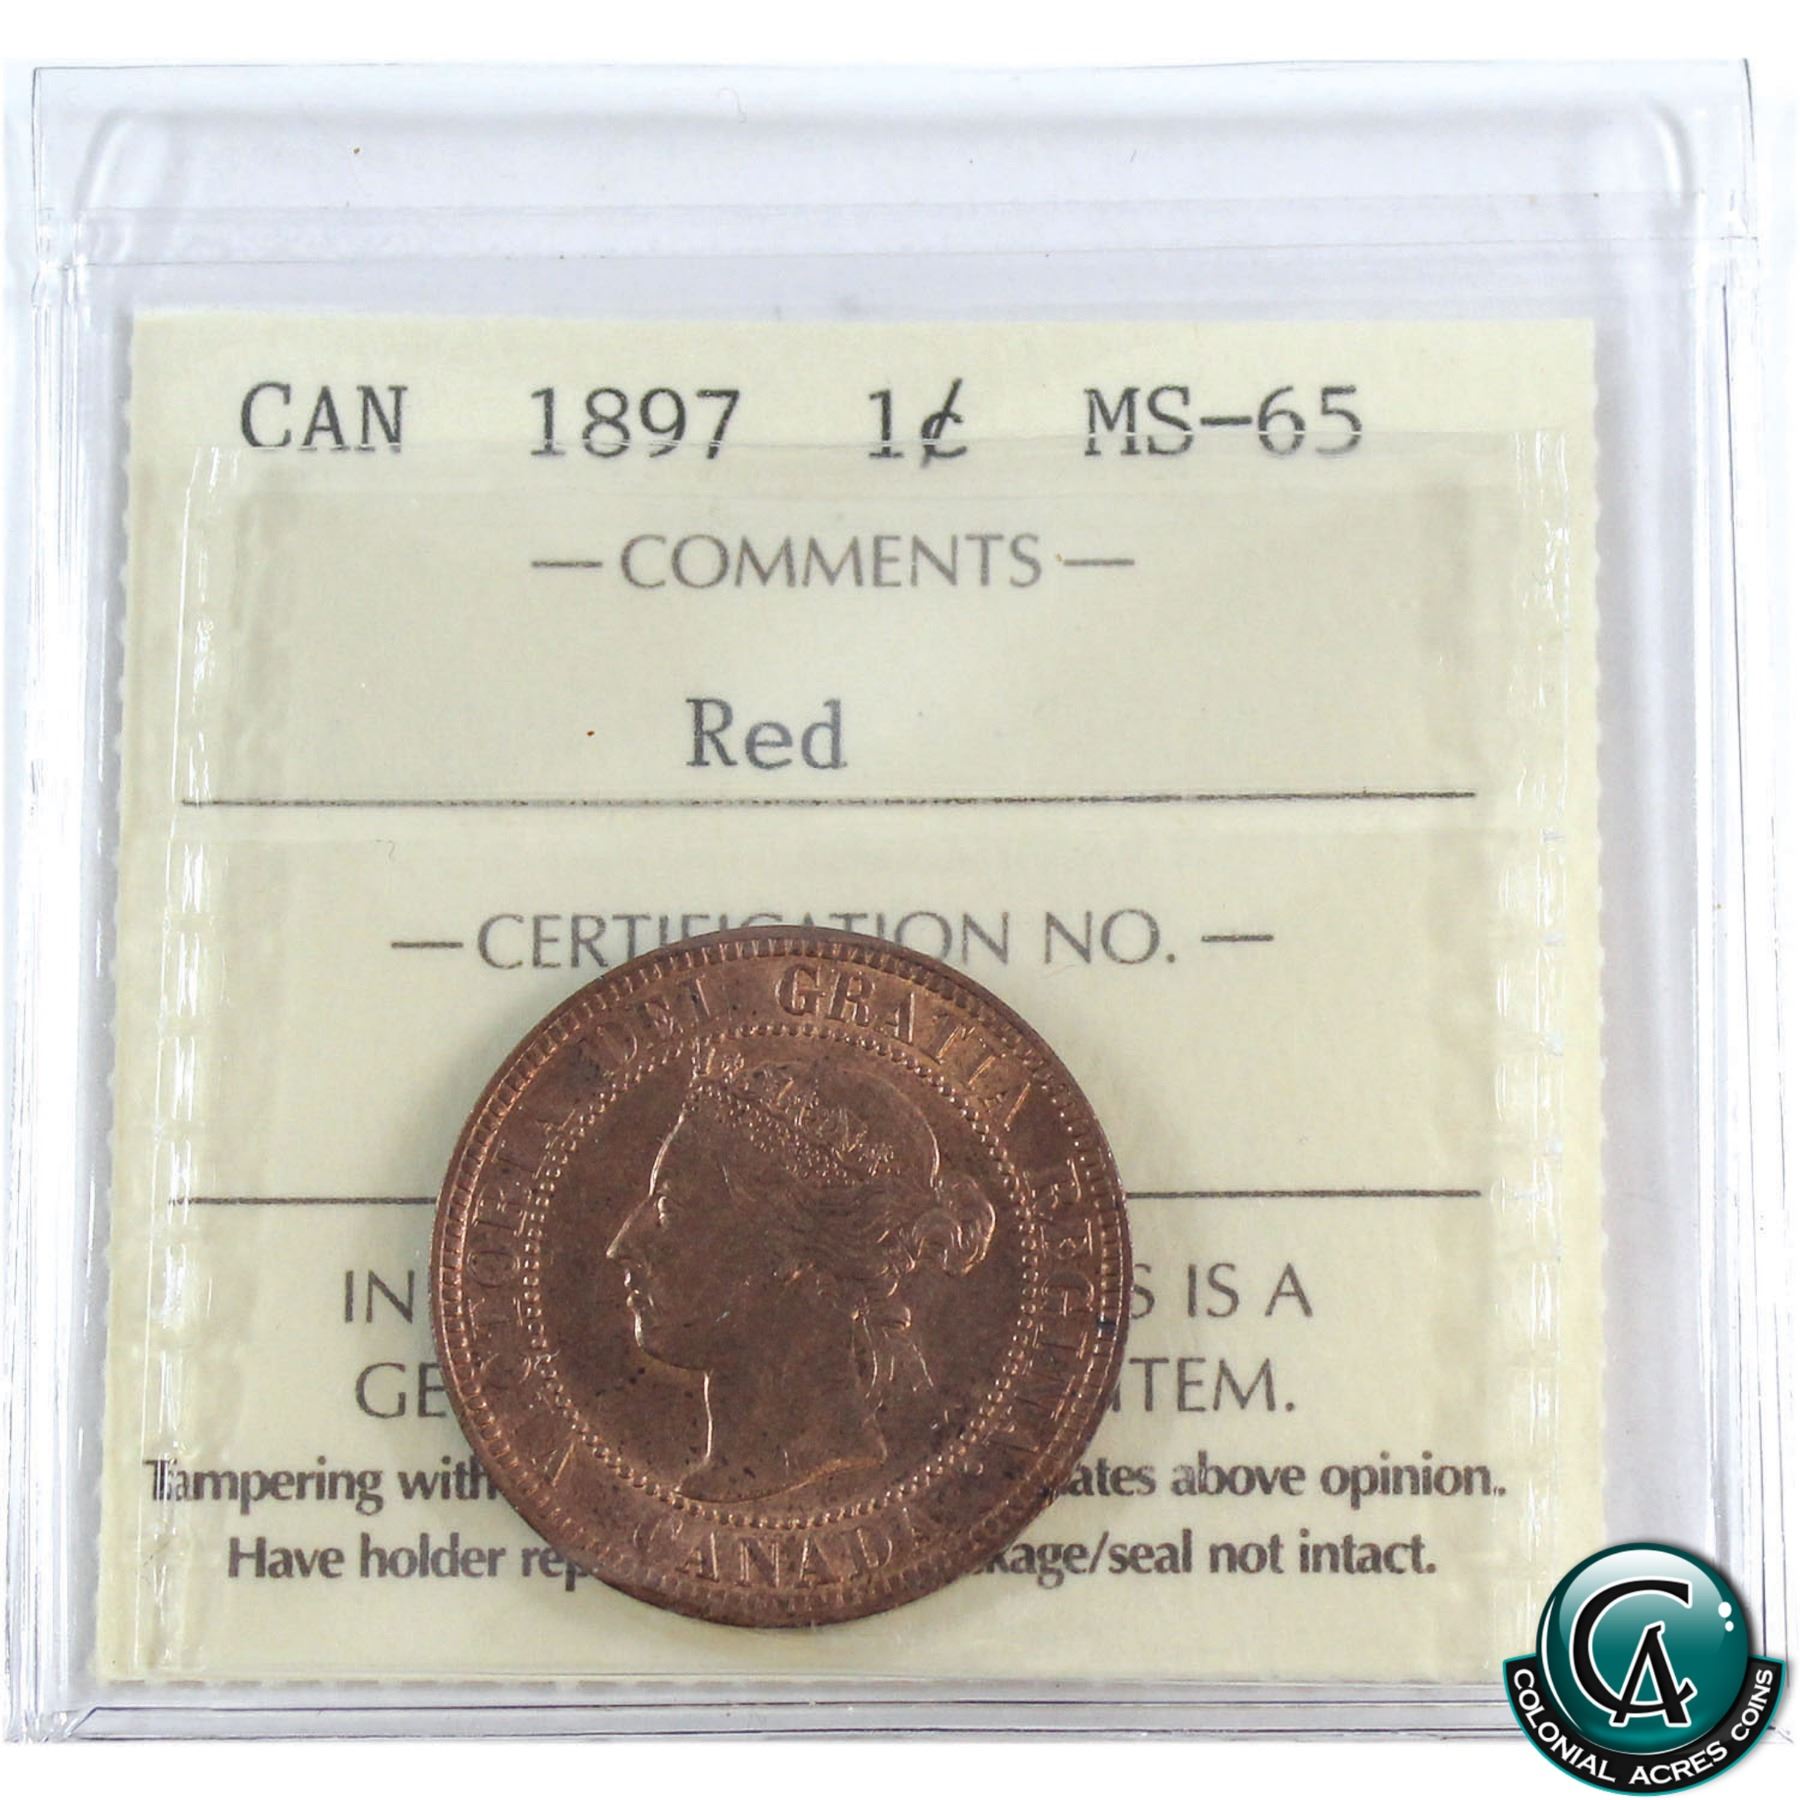 CAN 1897 1¢ MS-65
— COMMENTS —
Red
— CERTIFICATION NO. —
VICTORIA DEI GRATIA REGINA.
CANADA
IN S IS A
GE ITEM.
Tampering with ates above opinion.
Have holder rep kage/seal not intact.
CA
COLONIAL ACRES COINS